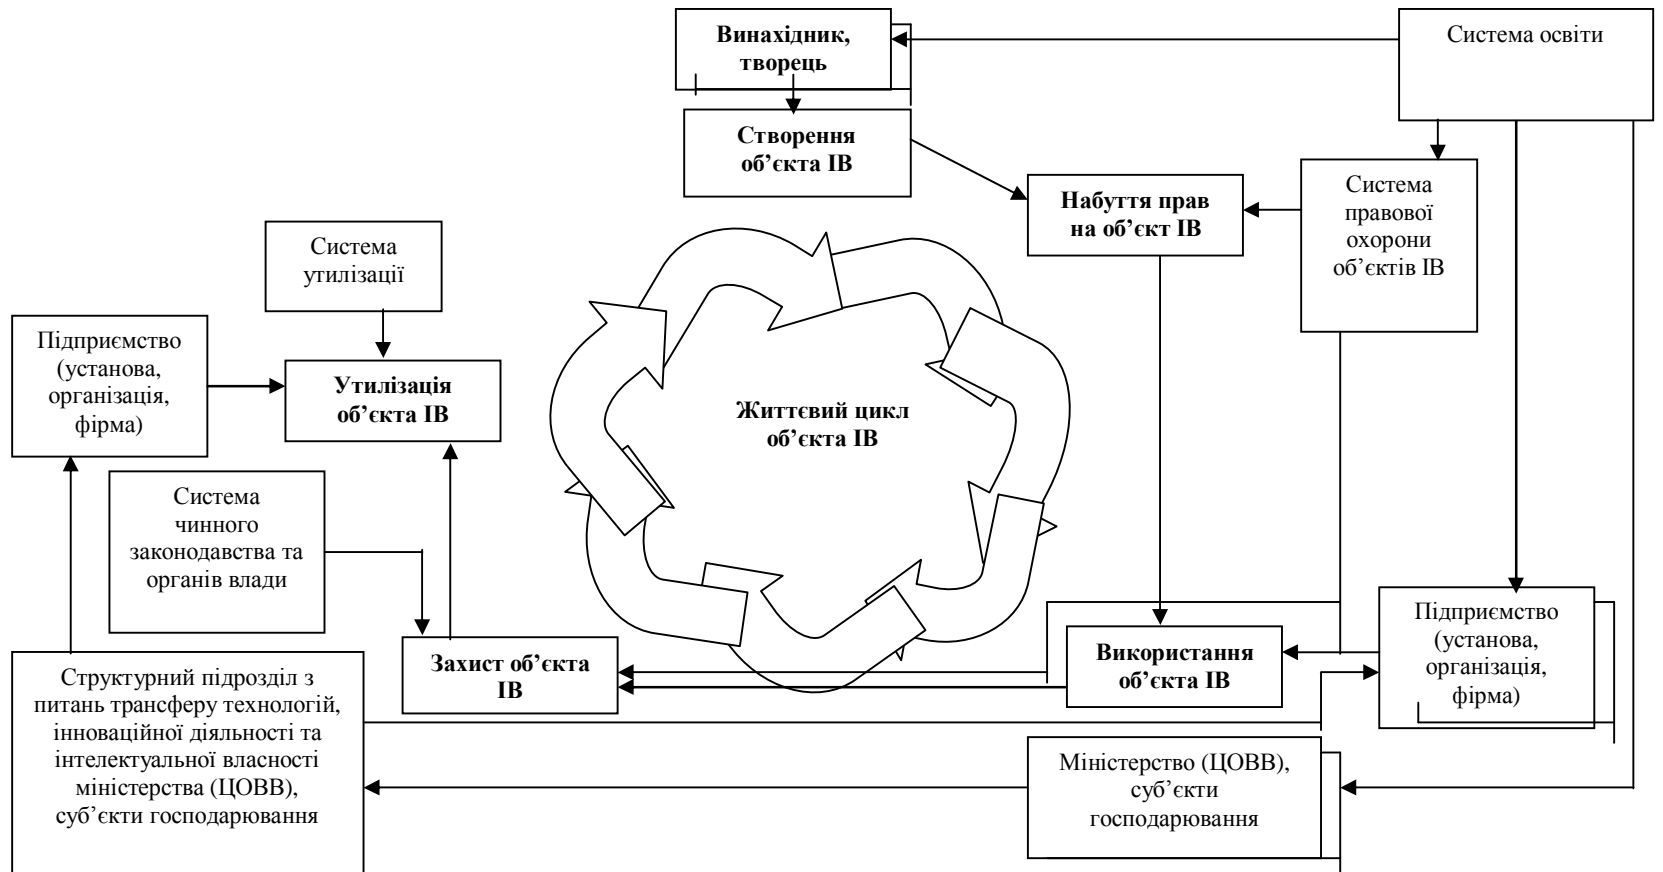 Винахідник,
творець
Система освіти
Створення
об’єкта ІВ
Набуття прав
на об’єкт ІВ
Система
правової
охорони
об’єктів ІВ
Система
утилізації
Підприємство
(установа,
організація,
фірма)
Утилізація
об’єкта ІВ
Життєвий цикл
об’єкта ІВ
Система
чинного
законодавства та
органів влади
Захист об’єкта
ІВ
Використання
об’єкта ІВ
Підприємство
(установа,
організація,
фірма)
Структурний підрозділ з
питань трансферу технологій,
інноваційної діяльності та
інтелектуальної власності
міністерства (ЦОВВ),
суб’єкти господарювання
Міністерство (ЦОВВ),
суб’єкти
господарювання